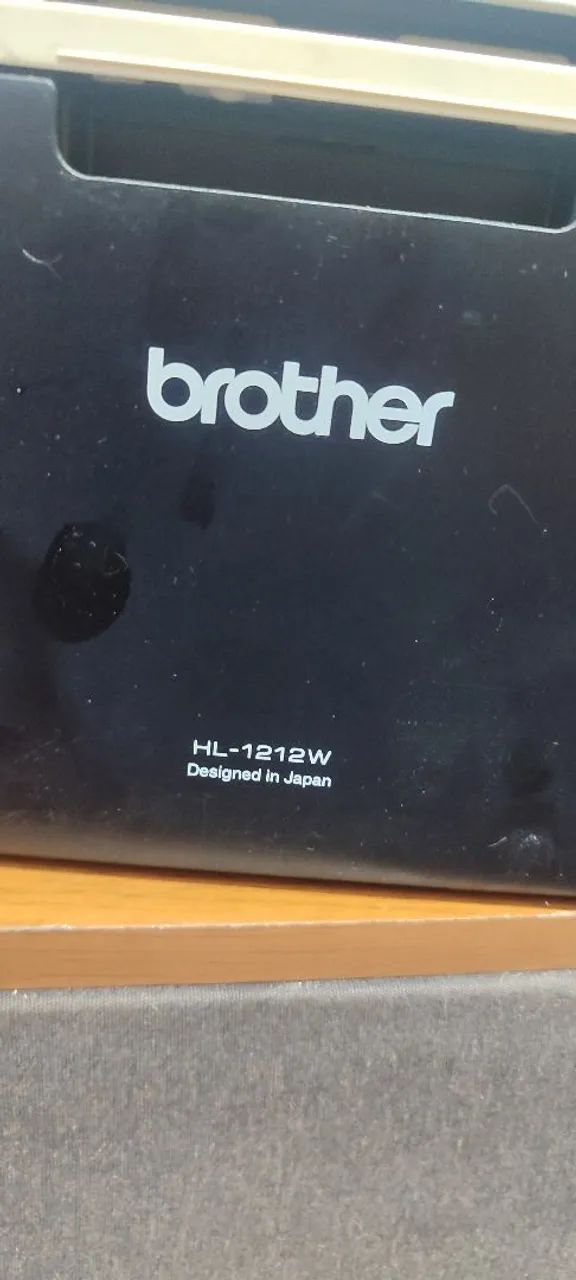 brother
HL-1212W
Designed in Japan